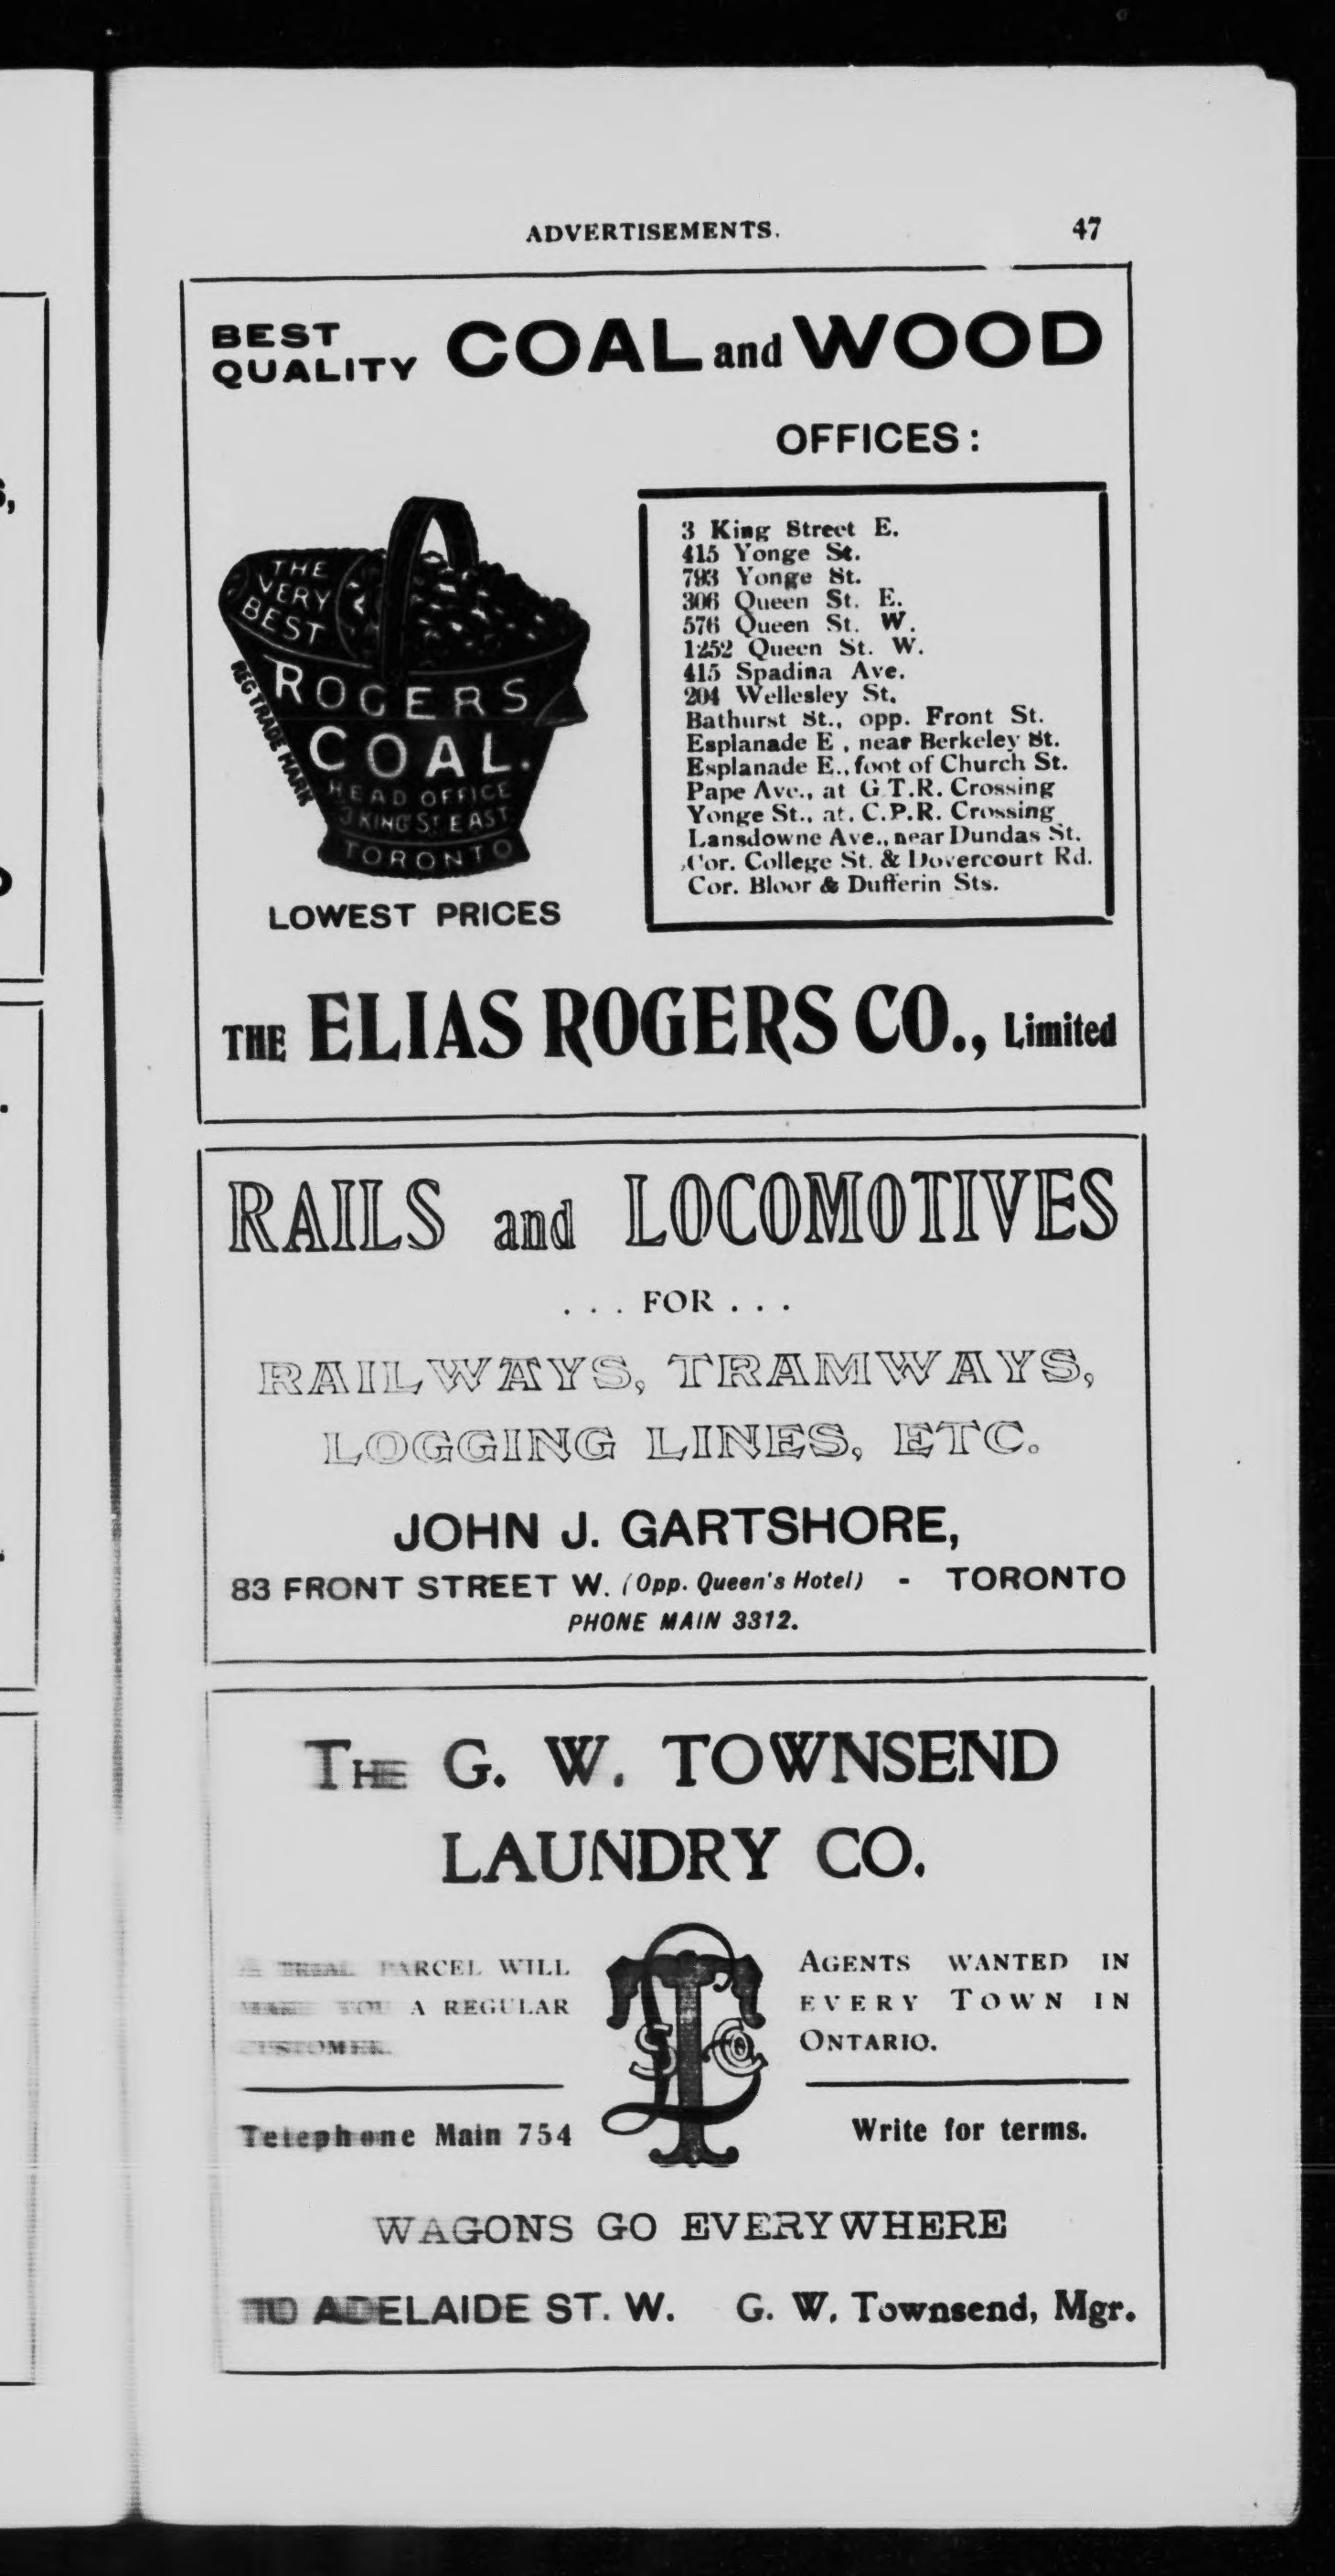 ADVERTISEMENTS. 47
BEST
QUALITY COAL and WOOD
OFFICES:
THE
VERY
BEST
ROGERS
COAL.
HEAD OFFICE
3 KING ST EAST
TORONTO
REG TRADE MARK
LOWEST PRICES
3 King Street E.
415 Yonge St.
793 Yonge St.
306 Queen St. E.
576 Queen St. W.
1252 Queen St. W.
415 Spadina Ave.
204 Wellesley St.
Bathurst St., opp. Front St.
Esplanade E , near Berkeley St.
Esplanade E., foot of Church St.
Pape Ave., at G.T.R. Crossing
Yonge St., at. C.P.R. Crossing
Lansdowne Ave., near Dundas St.
Cor. College St. & Dovercourt Rd.
Cor. Bloor & Dufferin Sts.
THE ELIAS ROGERS CO., Limited
RAILS and LOCOMOTIVES
. . . FOR . . .
RAILWAYS, TRAMWAYS,
LOGGING LINES, ETC.
JOHN J. GARTSHORE,
83 FRONT STREET W. (Opp. Queen's Hotel) - TORONTO
PHONE MAIN 3312.
THE G. W. TOWNSEND
LAUNDRY CO.
A TRIAL PARCEL WILL
MAKE YOU A REGULAR
CUSTOMER.
Telephone Main 754
T L S Co
AGENTS WANTED IN
EVERY TOWN IN
ONTARIO.
Write for terms.
WAGONS GO EVERYWHERE
ADELAIDE ST. W. G. W. Townsend, Mgr.